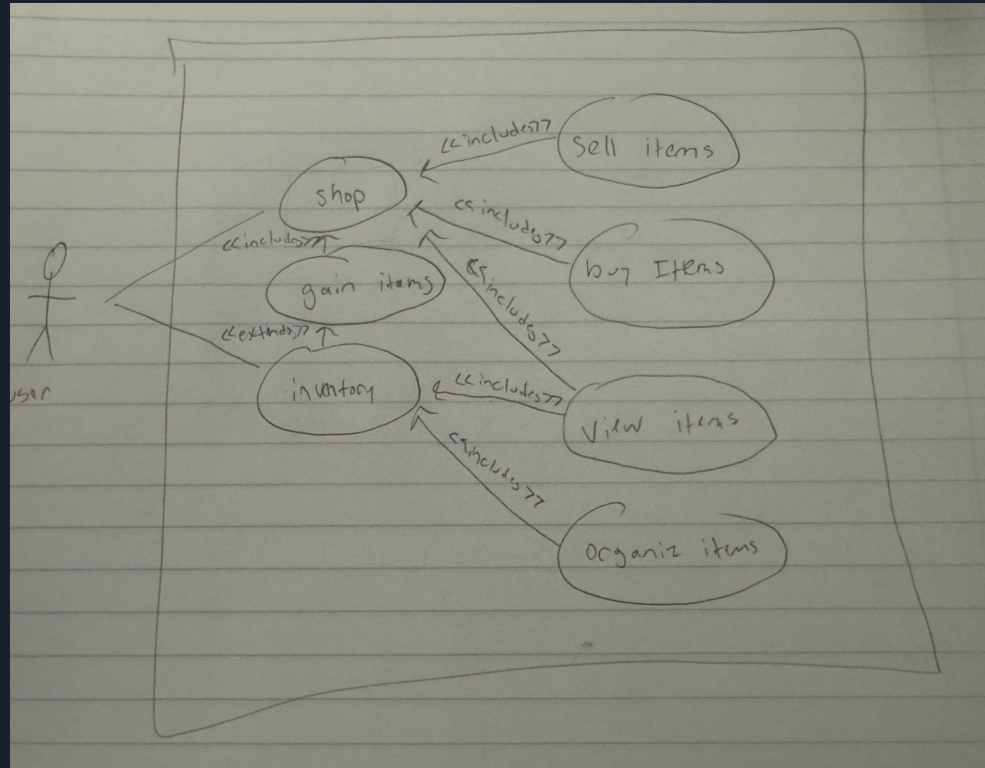 <<includes>>
sell items
shop
<<includes>>
<<includes>>
buy Items
gain items
<<includes>>
<<extends>>
inventory
<<includes>>
view items
user
<<includes>>
organiz items